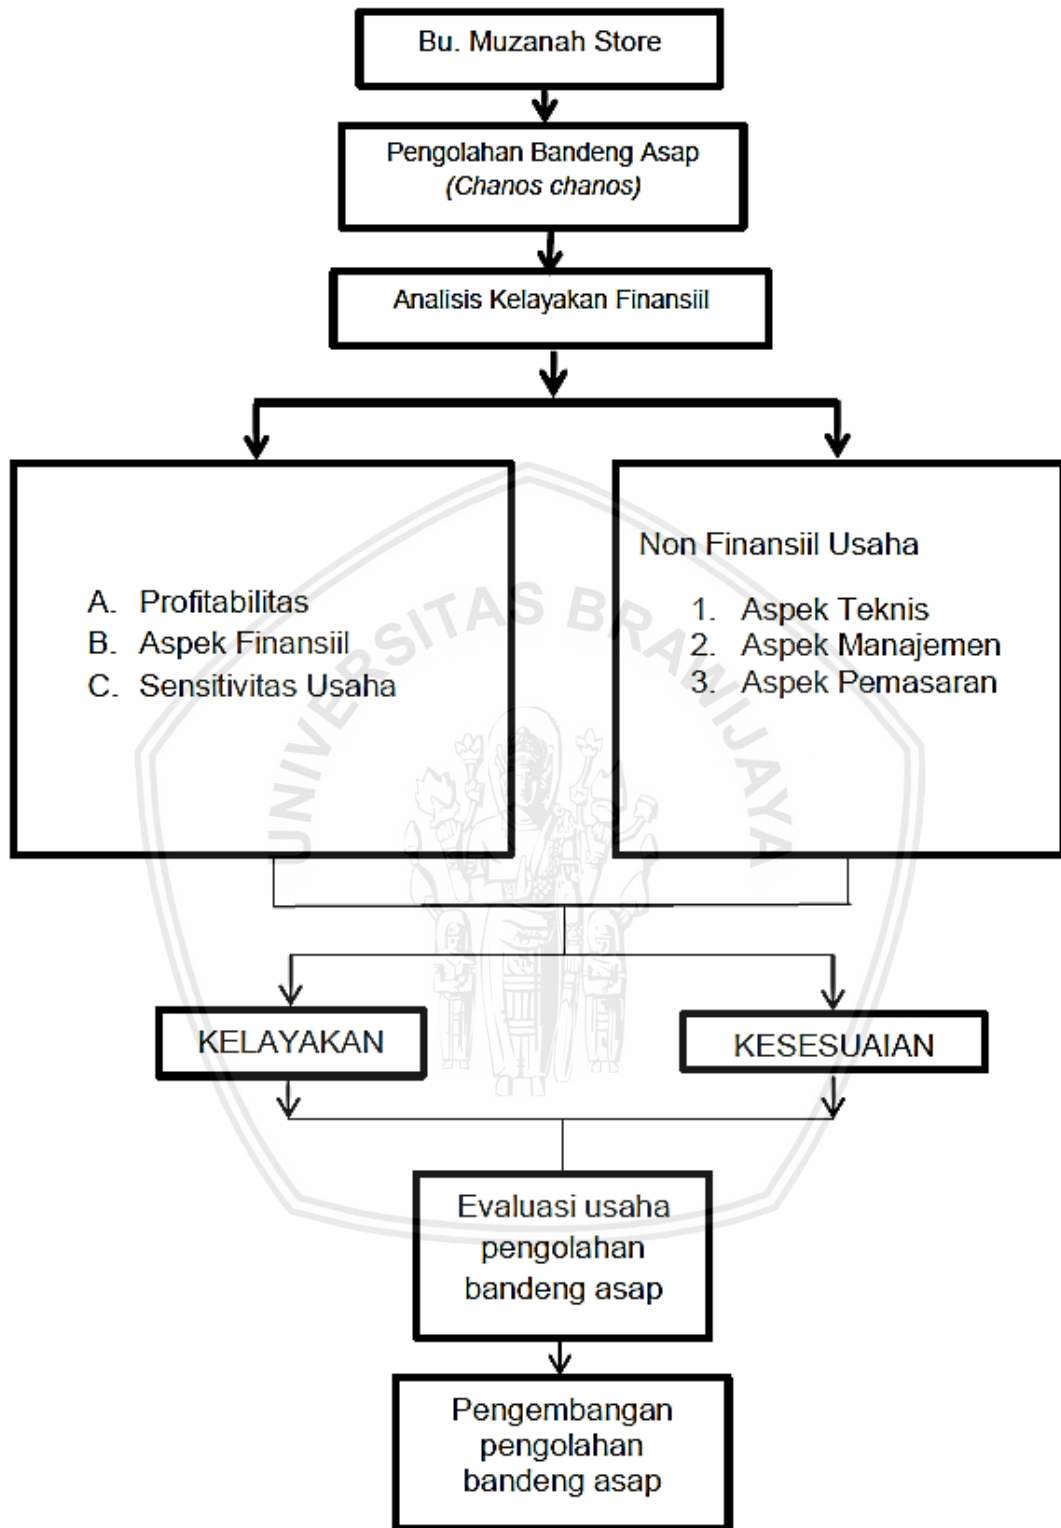 Bu. Muzanah Store
Pengolahan Bandeng Asap
(Chanos chanos)
Analisis Kelayakan Finansiil
A. Profitabilitas
B. Aspek Finansiil
C. Sensitivitas Usaha
Non Finansiil Usaha
1. Aspek Teknis
2. Aspek Manajemen
3. Aspek Pemasaran
UNIVERSITAS BRAWIJAYA
KELAYAKAN
KESESUAIAN
Evaluasi usaha
pengolahan
bandeng asap
Pengembangan
pengolahan
bandeng asap